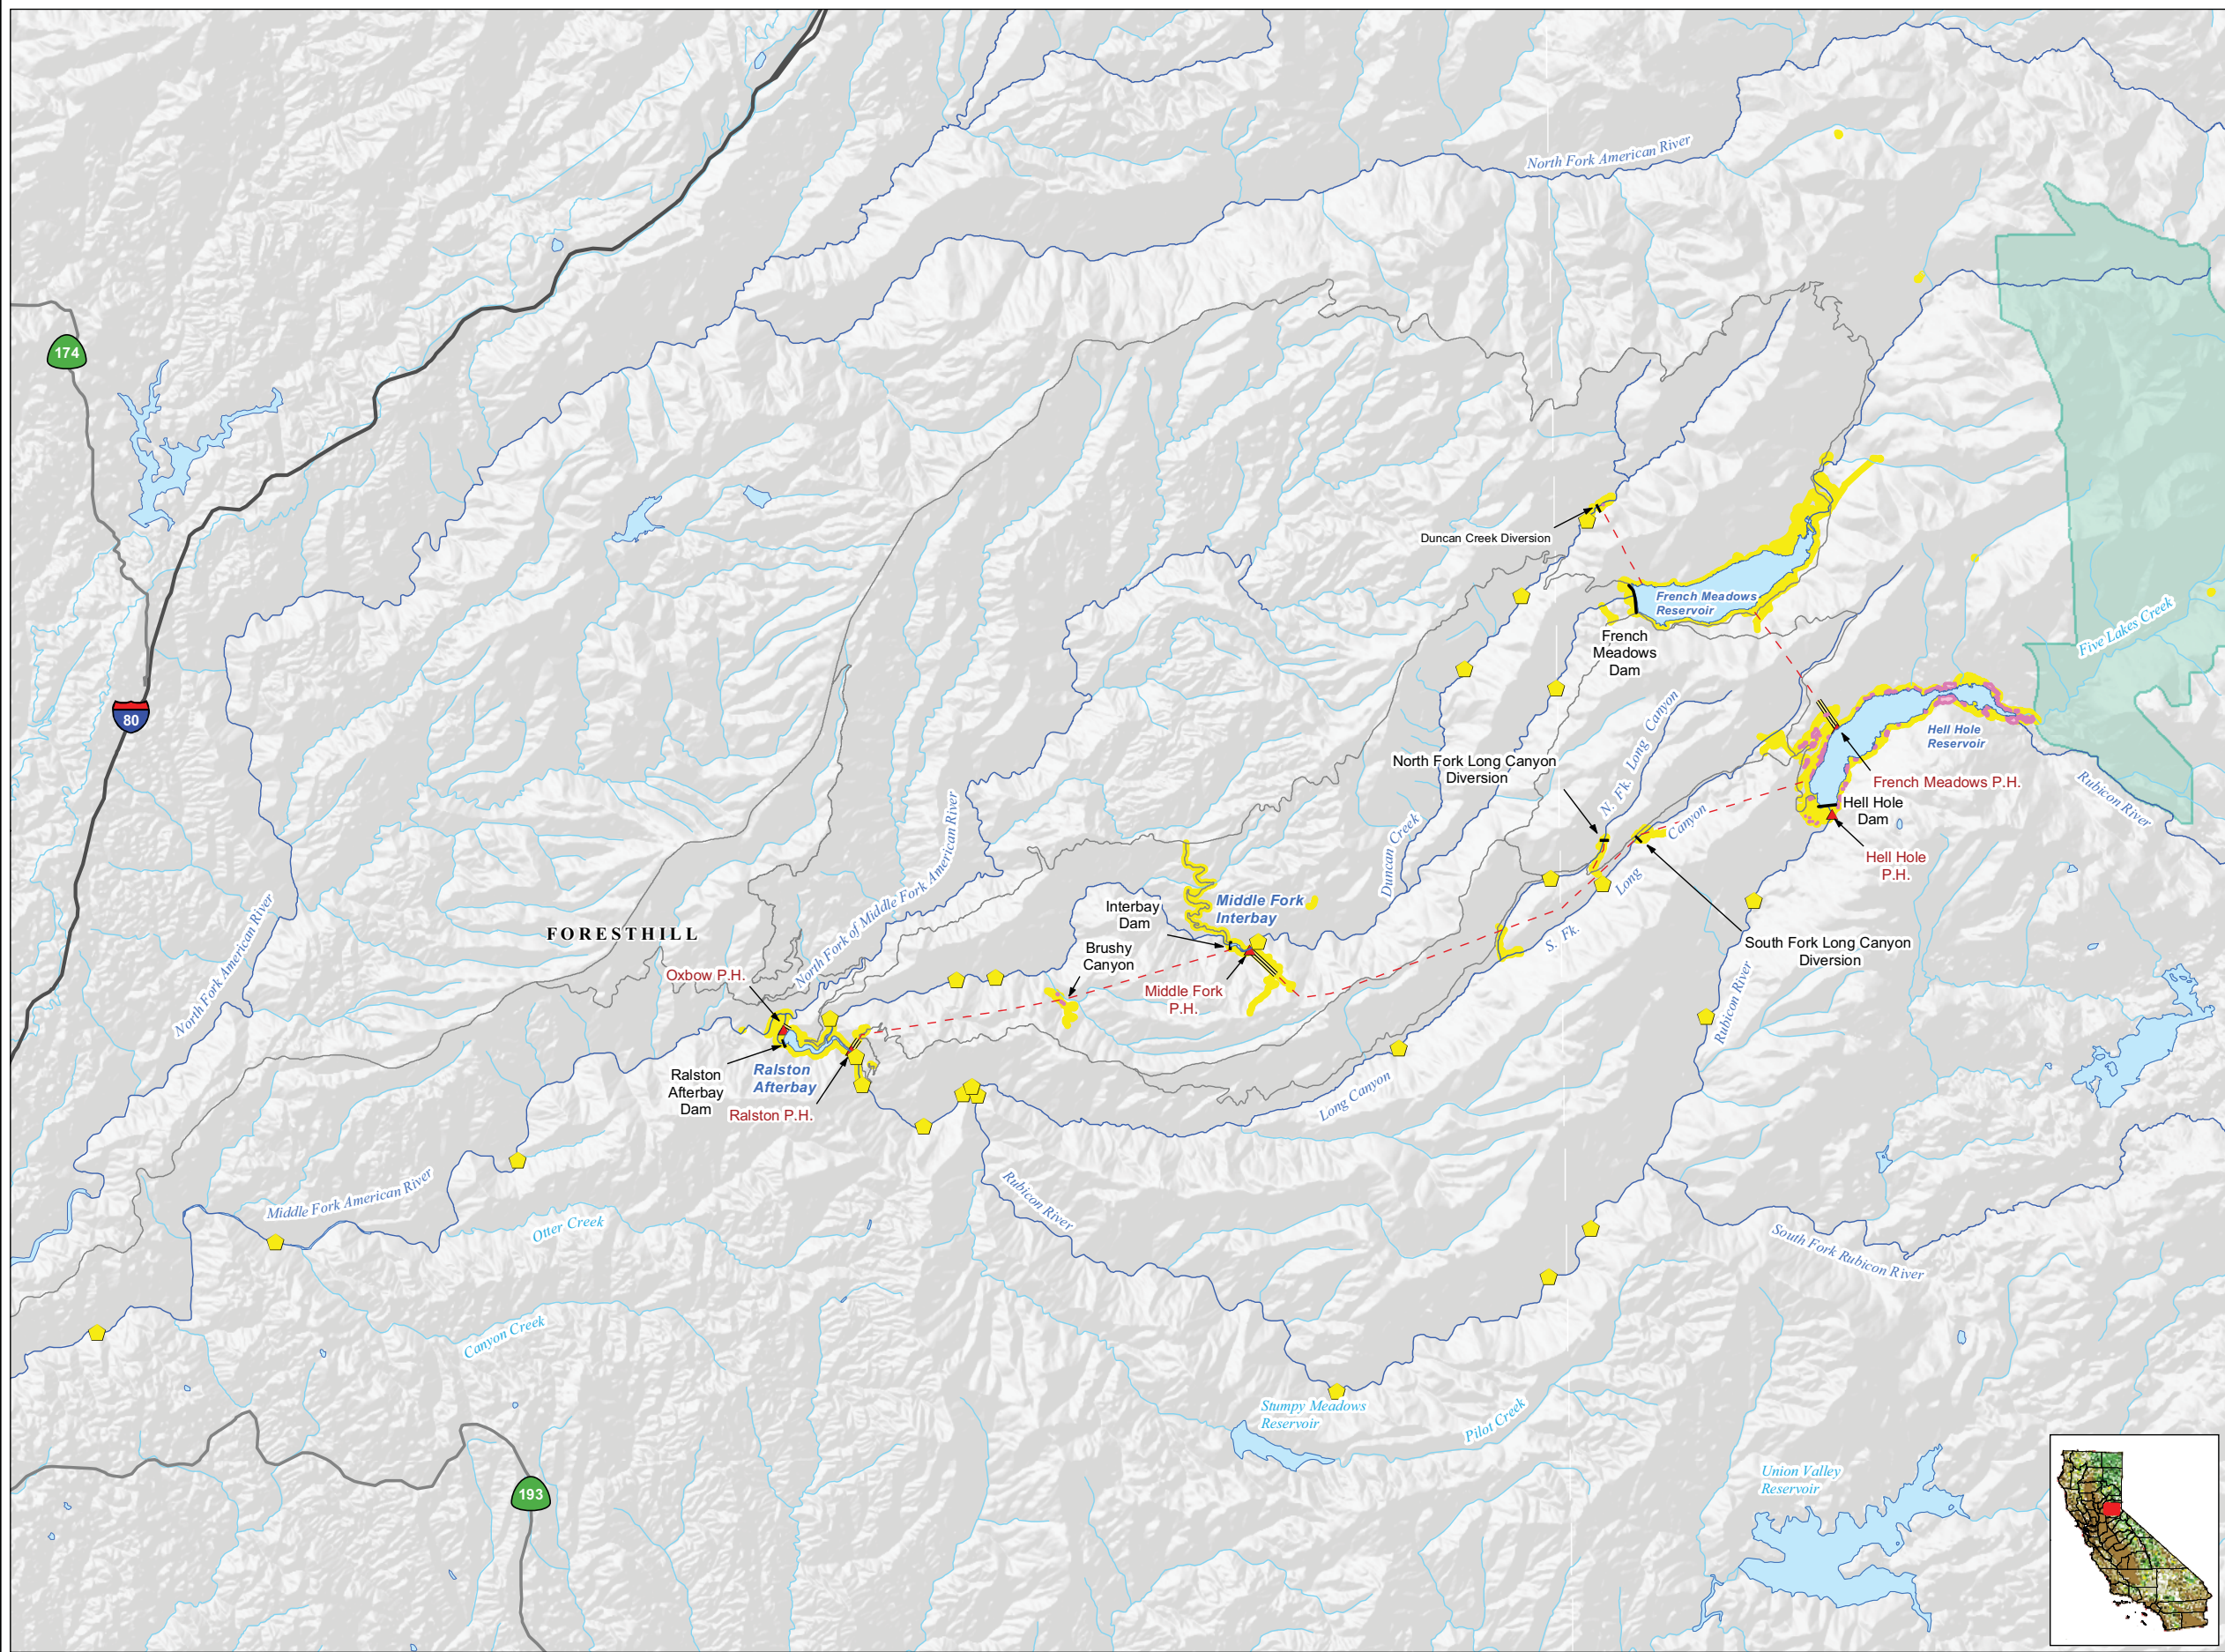 North Fork American River
174
Duncan Creek Diversion
French Meadows
Reservoir
French
Meadows
Dam
Five Lakes Creek
80
Hell Hole
Reservoir
N. Fk. Long Canyon
North Fork Long Canyon
Diversion
French Meadows P.H.
Rubicon River
Hell Hole
Dam
Canyon
Long
S. Fk.
Hell Hole
P.H.
Duncan Creek
North Fork of Middle Fork American River
Middle Fork
Interbay
Interbay
Dam
Brushy
Canyon
FORESTHILL
South Fork Long Canyon
Diversion
North Fork American River
Oxbow P.H.
Middle Fork
P.H.
Rubicon River
Ralston
Afterbay
Dam
Ralston
Afterbay
Ralston P.H.
Long Canyon
Middle Fork American River
Otter Creek
Rubicon River
South Fork Rubicon River
Canyon Creek
Stumpy Meadows
Reservoir
Pilot Creek
Union Valley
Reservoir
193